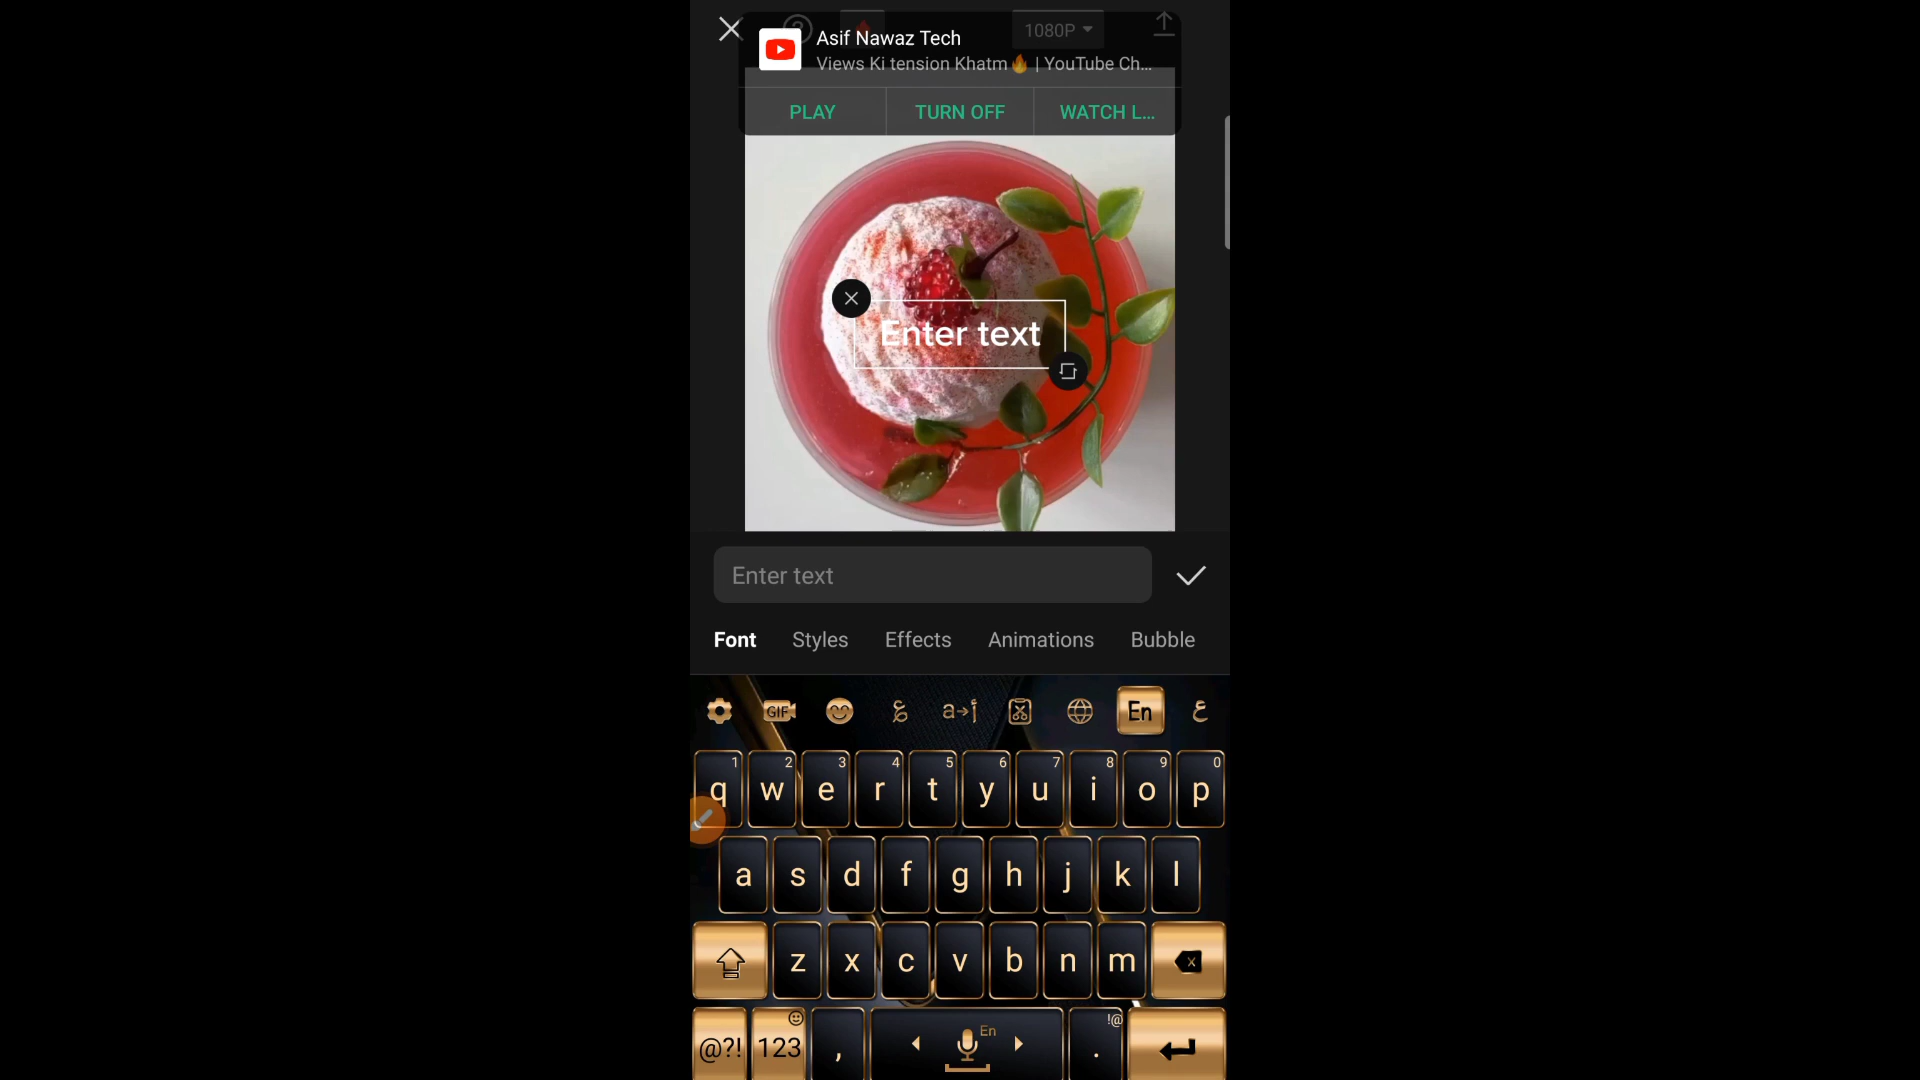 Asif Nawaz Tech
1080P
Views Ki tension Khatm🔥 | YouTube Ch...
PLAY TURN OFF WATCH L...
Enter text
Enter text
Font Styles Effects Animations Bubble
GIF ع a→أ En ع
1 2 3 4 5 6 7 8 9 0
q w e r t y u i o p
a s d f g h j k l
z x c v b n m x
@?! 123 , En . !@